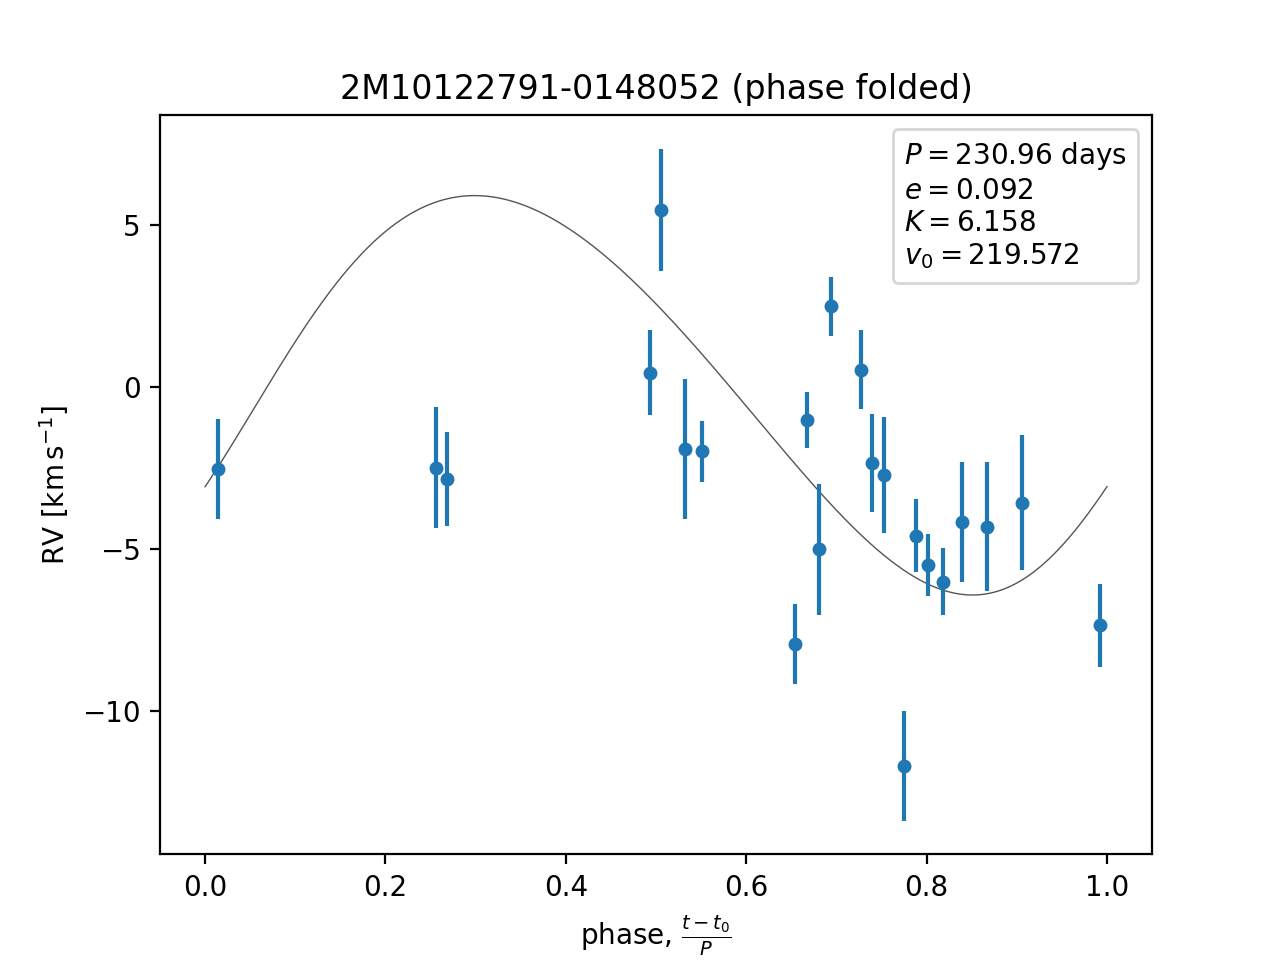 2M10122791-0148052 (phase folded)
P = 230.96 days
e = 0.092
K = 6.158
v₀ = 219.572
5
0
−5
−10
RV [km s⁻¹]
0.0 0.2 0.4 0.6 0.8 1.0
phase, (t − t₀)/P